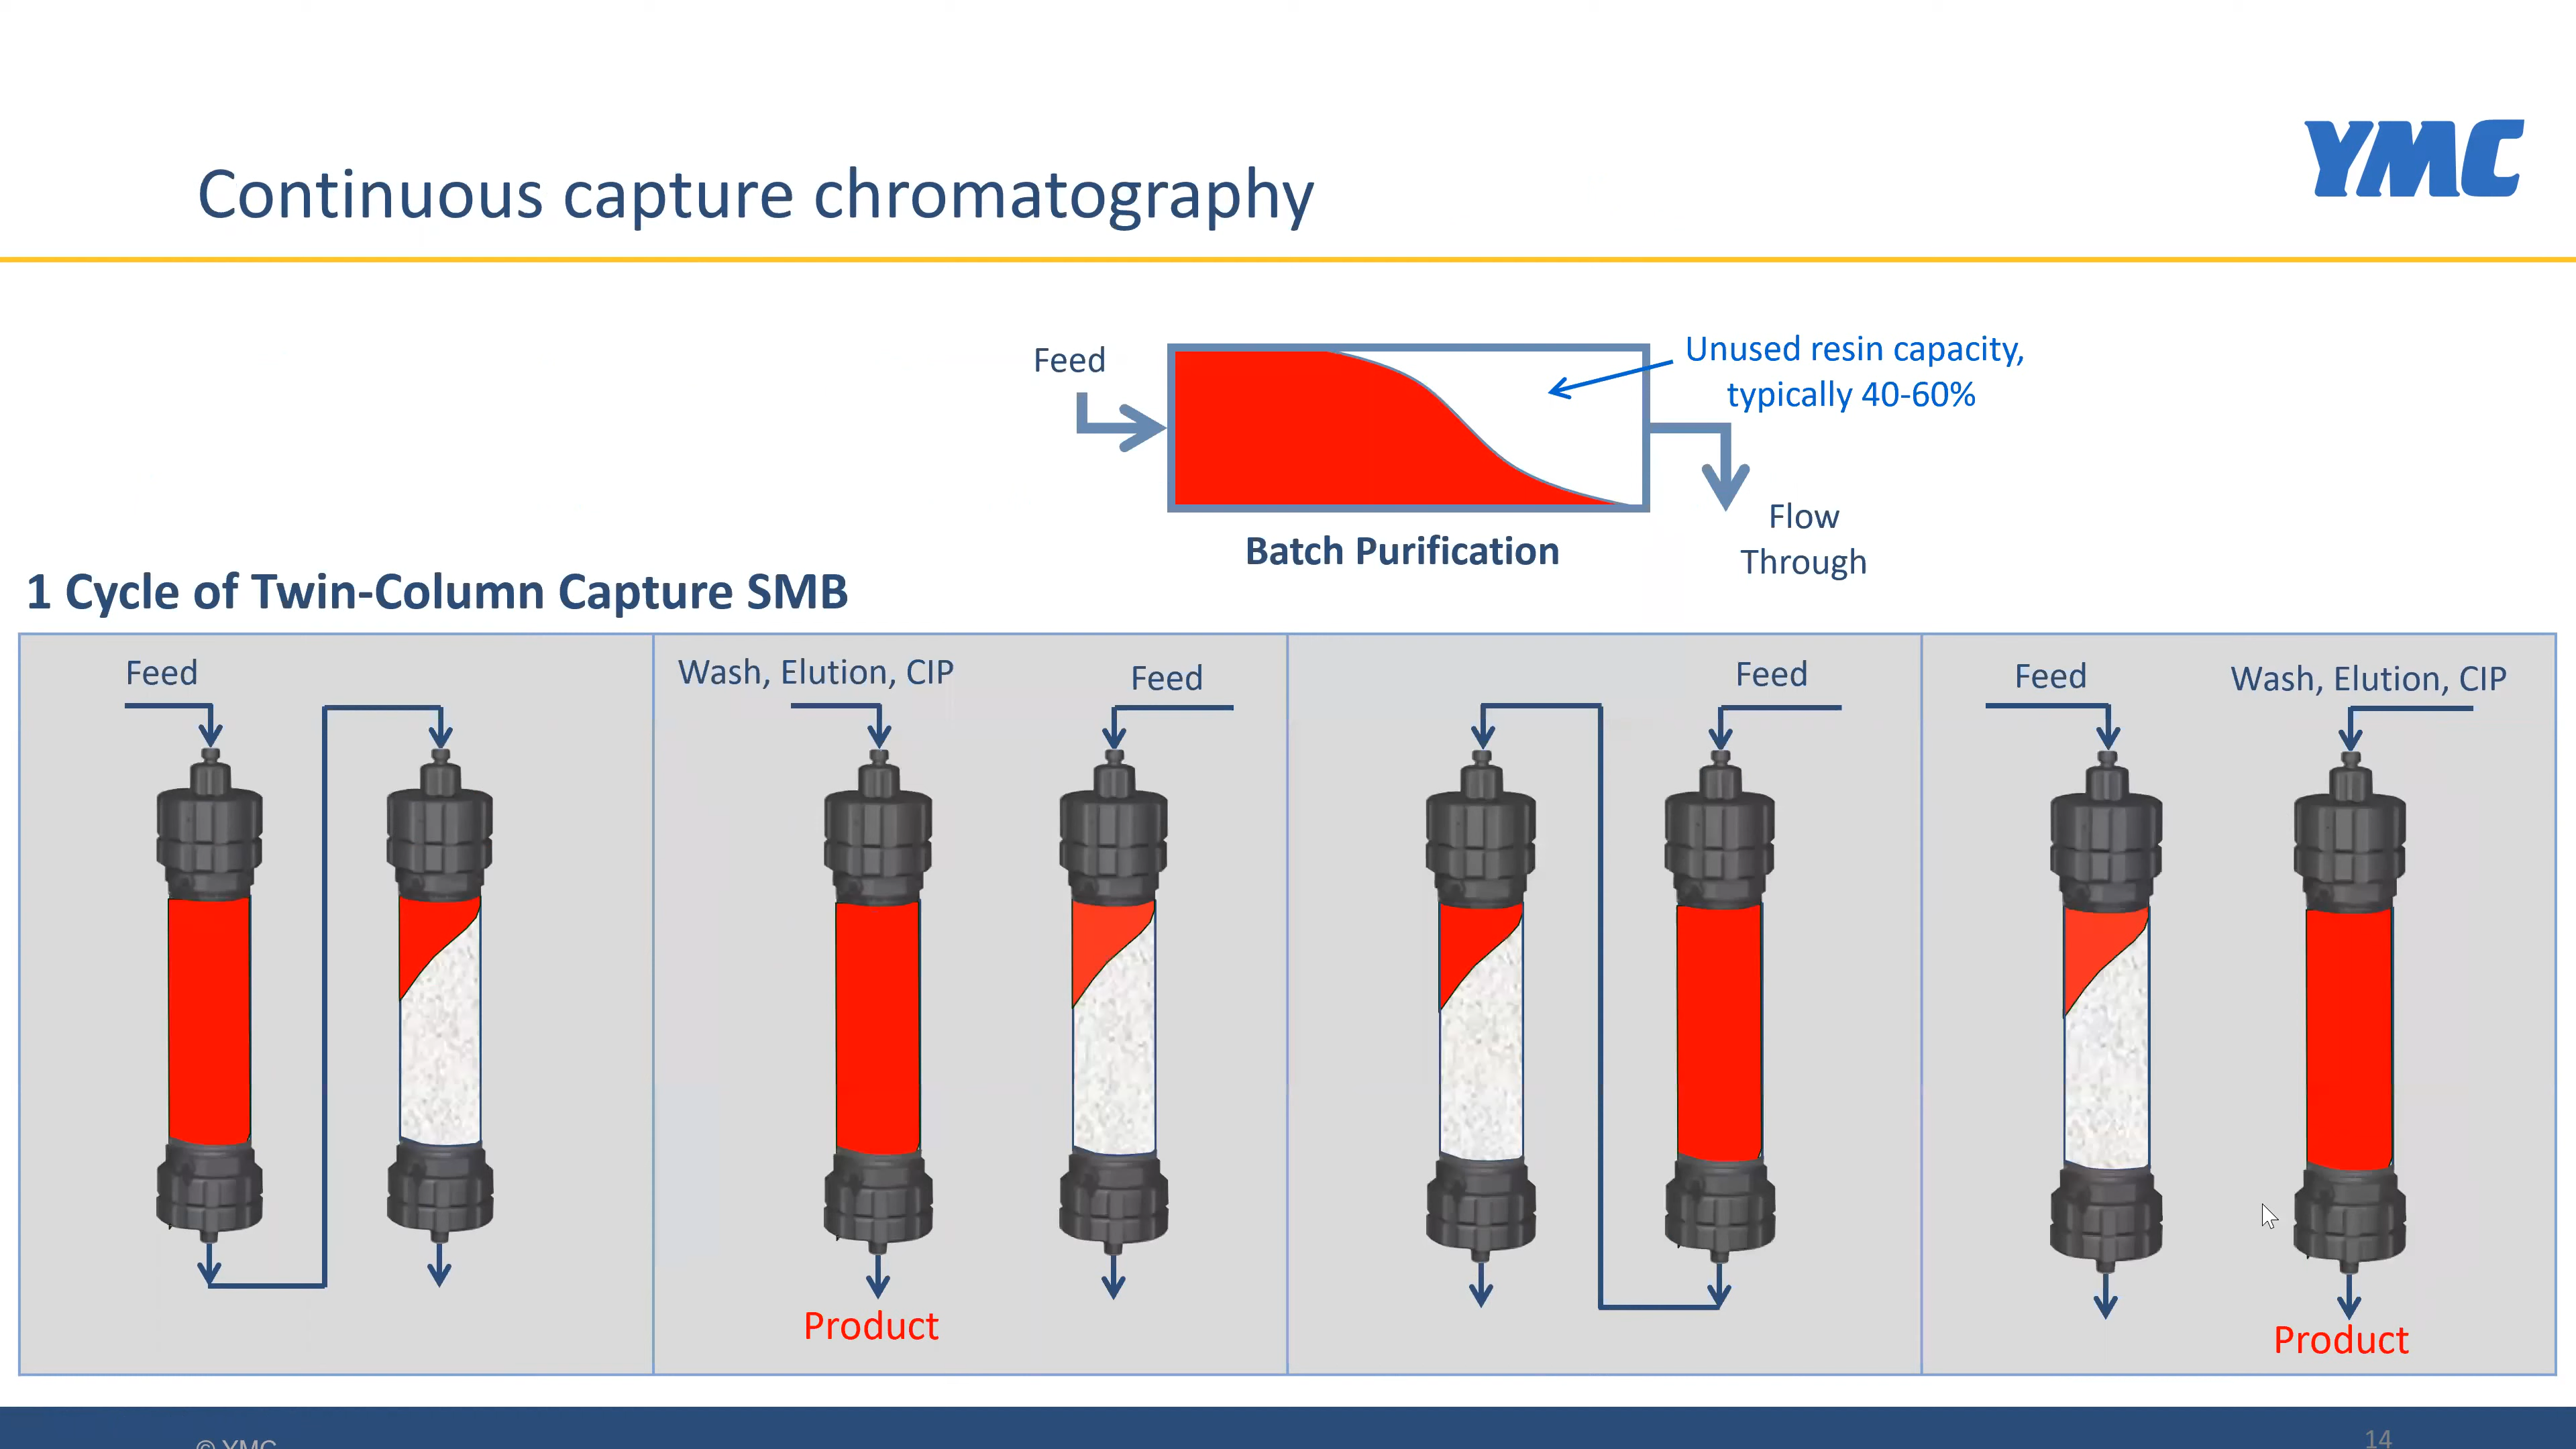 YMC
Continuous capture chromatography
Feed
Unused resin capacity,
typically 40-60%
Flow
Through
Batch Purification
1 Cycle of Twin-Column Capture SMB
Feed
Wash, Elution, CIP
Feed
Feed
Feed
Wash, Elution, CIP
Product
Product
© YMC
14